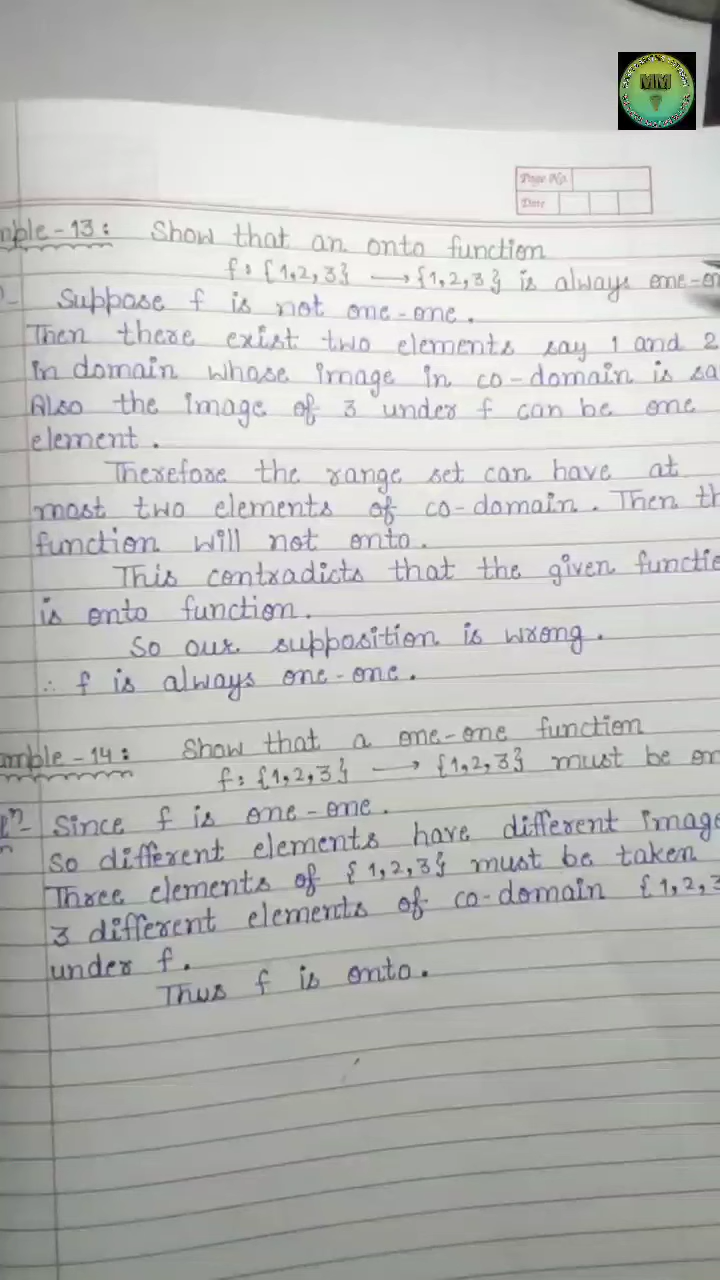 MM
Page No.
Date
mple-13: Show that an onto function
f: {1,2,3} ⟶ {1,2,3} is always one-on
Suppose f is not one-one.
Then there exist two elements say 1 and 2
in domain whose image in co-domain is sa
Also the image of 3 under f can be one
element.
Therefore the range set can have at
most two elements of co-domain. Then th
function will not onto.
This contradicts that the given functio
is onto function.
So our supposition is wrong.
∴ f is always one-one.
ample-14: Show that a one-one function
f: {1,2,3} ⟶ {1,2,3} must be on
lⁿ- Since f is one-one.
So different elements have different image
Three elements of {1,2,3} must be taken
3 different elements of co-domain {1,2,3
under f.
Thus f is onto.